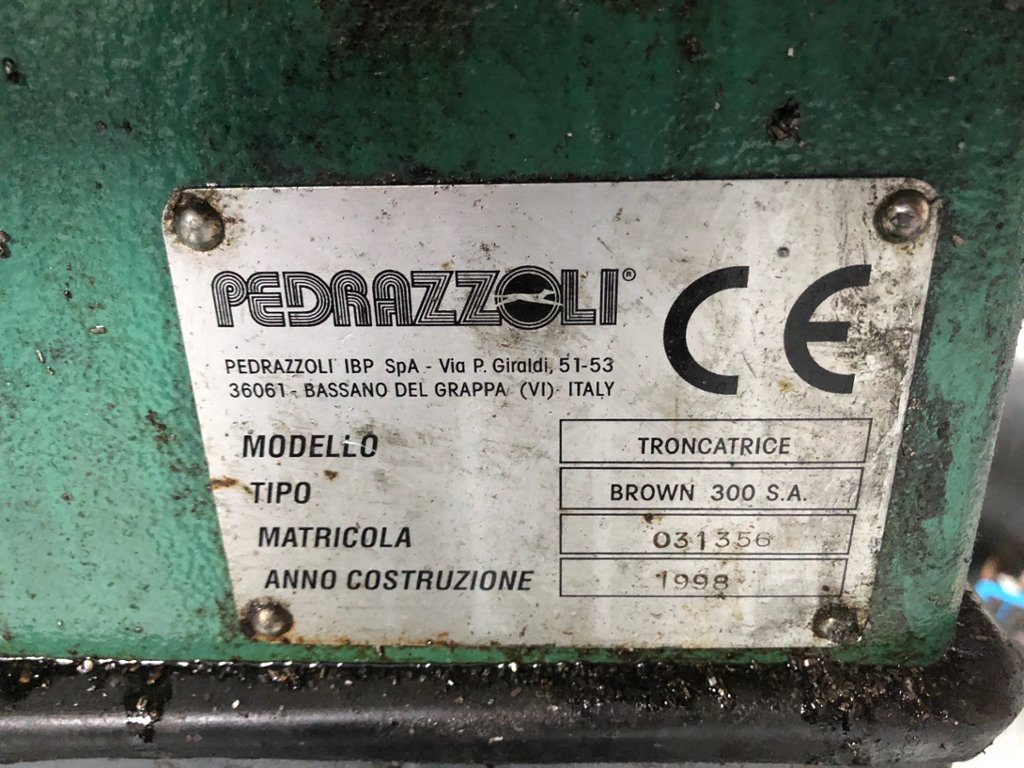 PEDRAZZOLI®
CE
PEDRAZZOLI IBP SpA - Via P. Giraldi, 51-53
36061 - BASSANO DEL GRAPPA (VI) ITALY
MODELLO TRONCATRICE
TIPO BROWN 300 S.A.
MATRICOLA 031356
ANNO COSTRUZIONE 1998